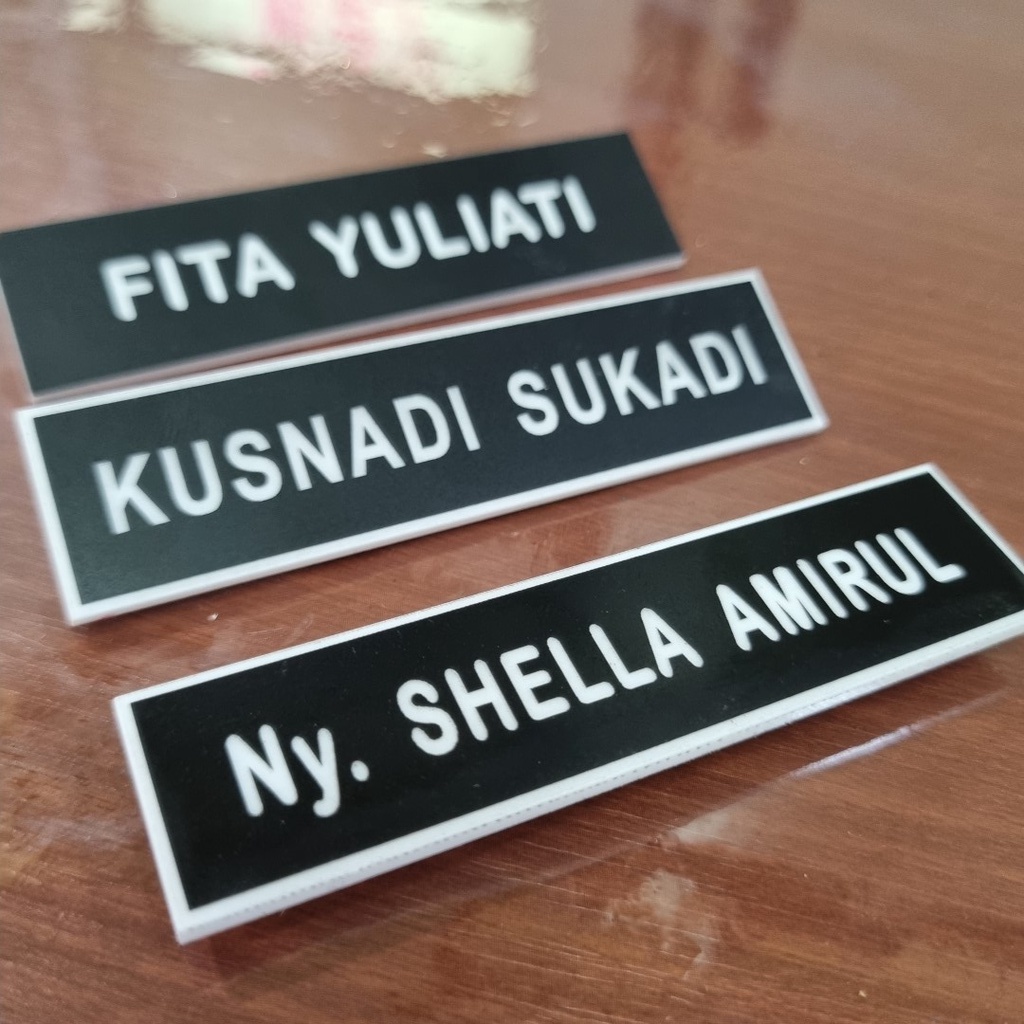 FITA YULIATI
KUSNADI SUKADI
Ny. SHELLA AMIRUL